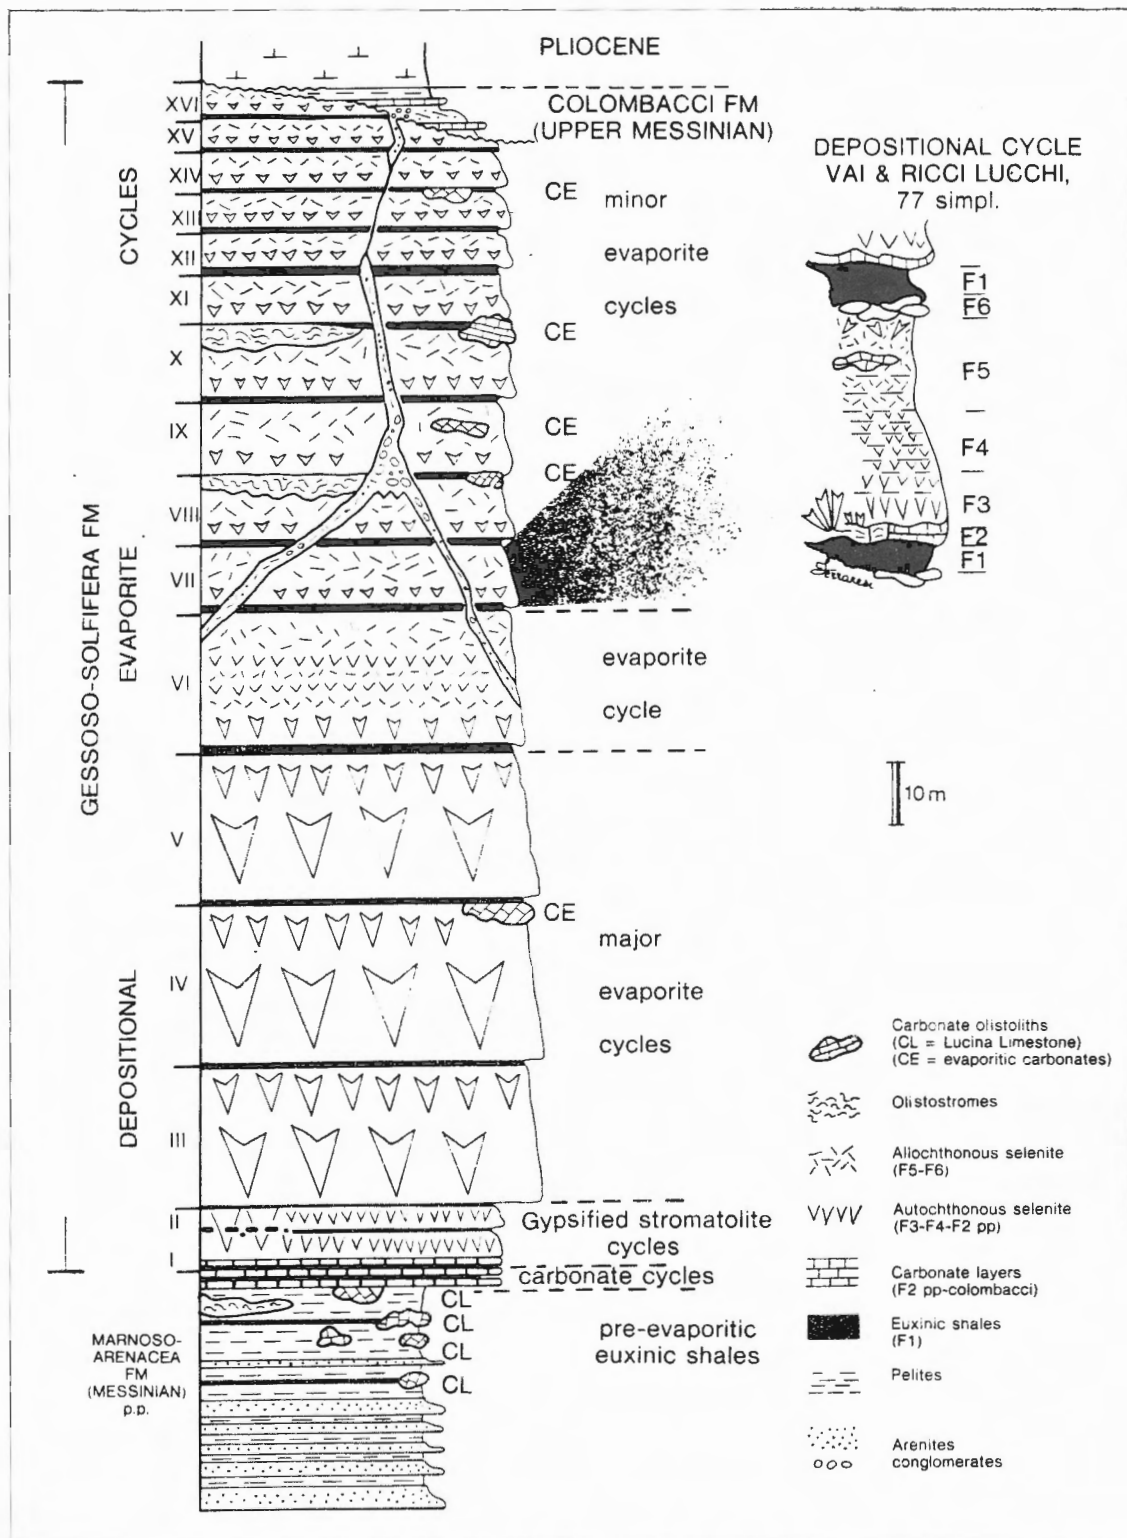 PLIOCENE
COLOMBACCI FM
(UPPER MESSINIAN)
DEPOSITIONAL CYCLE
VAI & RICCI LUCCHI,
77 simpl.
F1
F6
F5
F4
F3
F2
F1
GESSOSO-SOLFIFERA FM
DEPOSITIONAL EVAPORITE CYCLES
XVI
XV
XIV
XIII
XII
XI
X
IX
VIII
VII
VI
V
IV
III
II
I
CE
minor
evaporite
cycles
CE
CE
CE
evaporite
cycle
10 m
CE
major
evaporite
cycles
Gypsified stromatolite
cycles
carbonate cycles
CL
CL
CL
CL
pre-evaporitic
euxinic shales
MARNOSO-
ARENACEA
FM
(MESSINIAN)
p.p.
Carbonate olistoliths
(CL = Lucina Limestone)
(CE = evaporitic carbonates)
Olistostromes
Allochthonous selenite
(F5-F6)
Autochthonous selenite
(F3-F4-F2 pp)
Carbonate layers
(F2 pp-colombacci)
Euxinic shales
(F1)
Pelites
Arenites
conglomerates